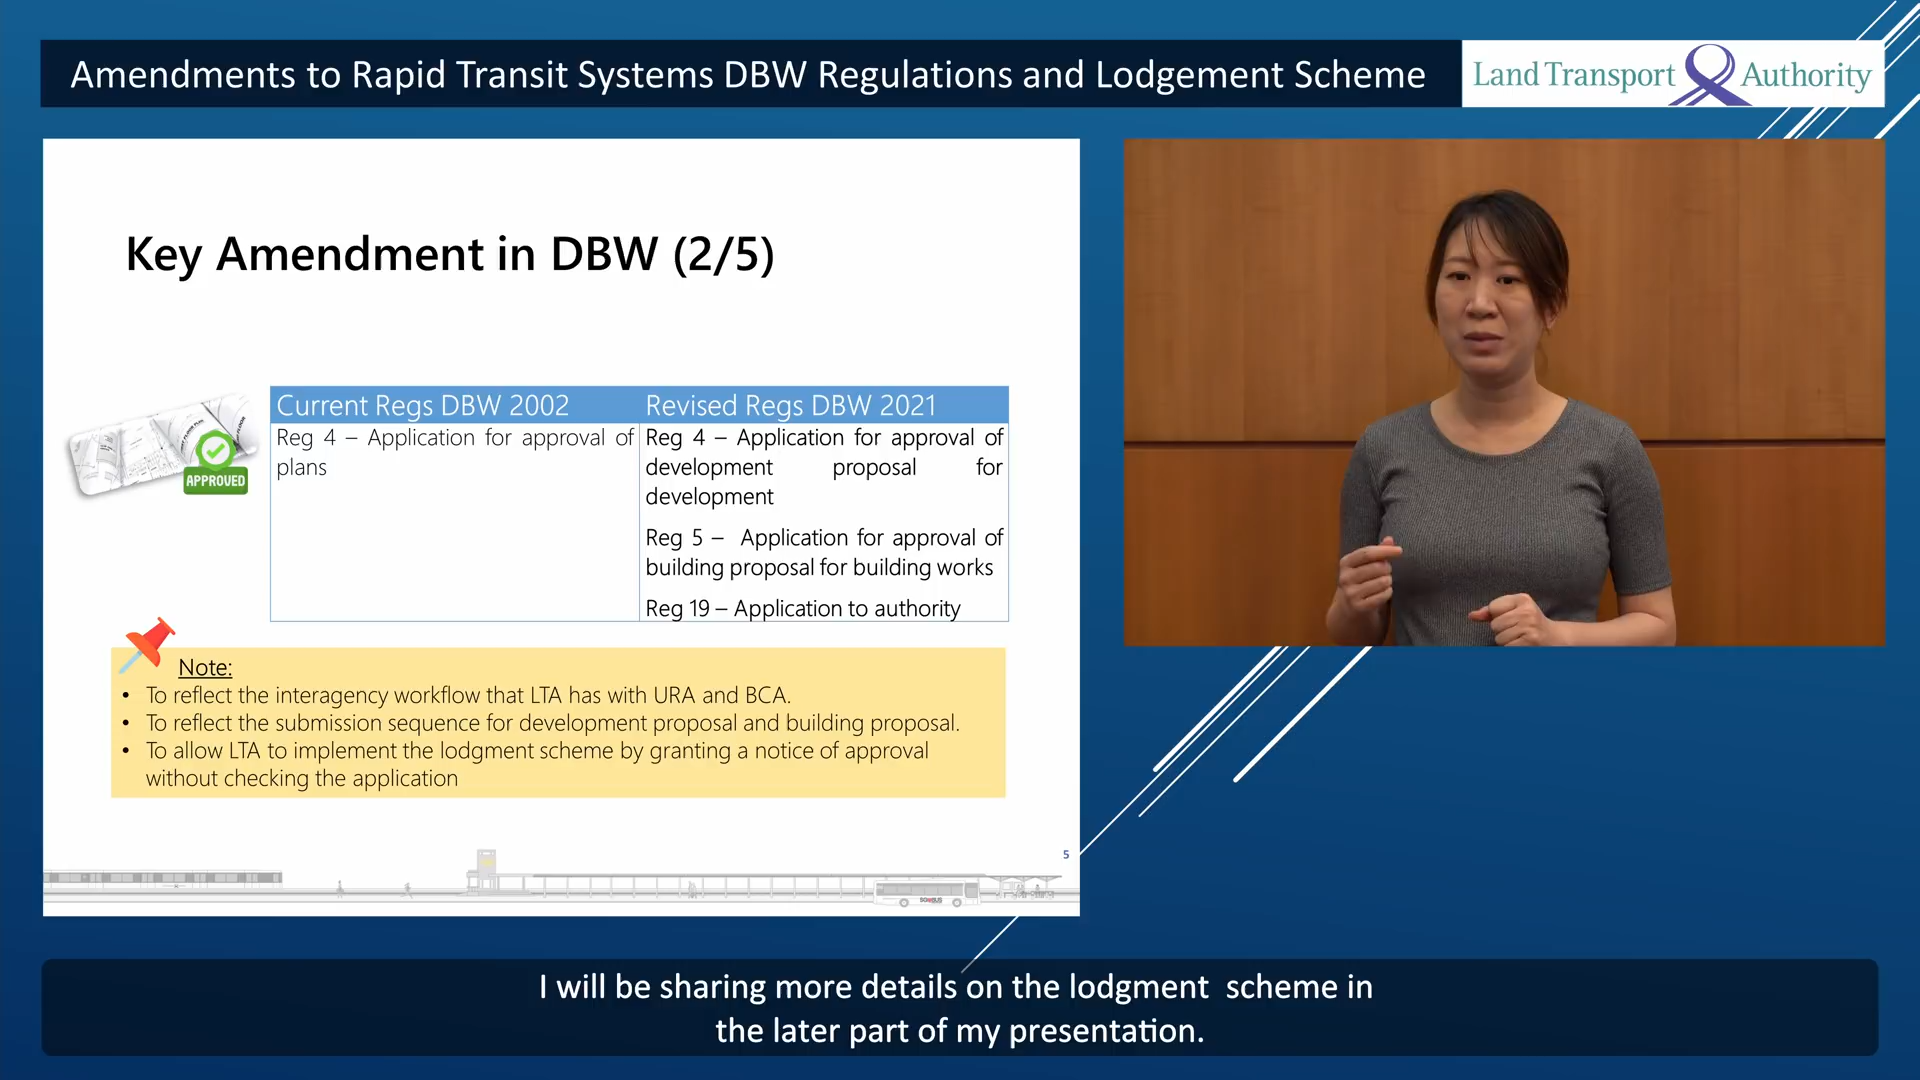 Amendments to Rapid Transit Systems DBW Regulations and Lodgement Scheme
Land Transport Authority
Key Amendment in DBW (2/5)
APPROVED
Current Regs DBW 2002
Reg 4 – Application for approval of
plans
Revised Regs DBW 2021
Reg 4 – Application for approval of
development proposal for
development
Reg 5 – Application for approval of
building proposal for building works
Reg 19 – Application to authority
Note:
• To reflect the interagency workflow that LTA has with URA and BCA.
• To reflect the submission sequence for development proposal and building proposal.
• To allow LTA to implement the lodgment scheme by granting a notice of approval
without checking the application
5
I will be sharing more details on the lodgment scheme in
the later part of my presentation.